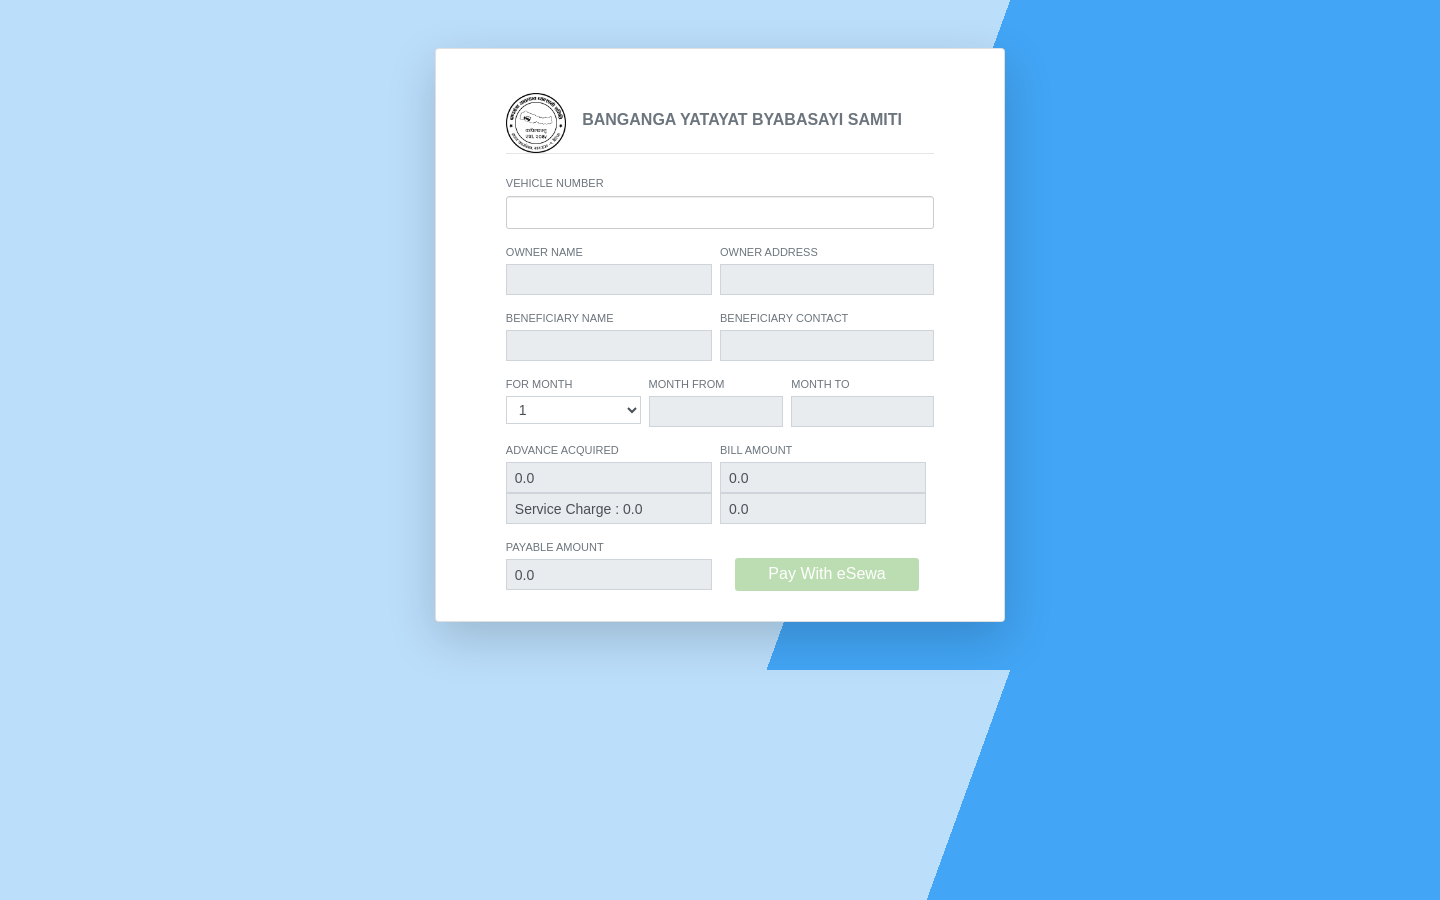 BANGANGA YATAYAT BYABASAYI SAMITI
VEHICLE NUMBER
OWNER NAME OWNER ADDRESS
BENEFICIARY NAME BENEFICIARY CONTACT
FOR MONTH MONTH FROM MONTH TO
1
ADVANCE ACQUIRED BILL AMOUNT
0.0 0.0
Service Charge : 0.0 0.0
PAYABLE AMOUNT
0.0 Pay With eSewa